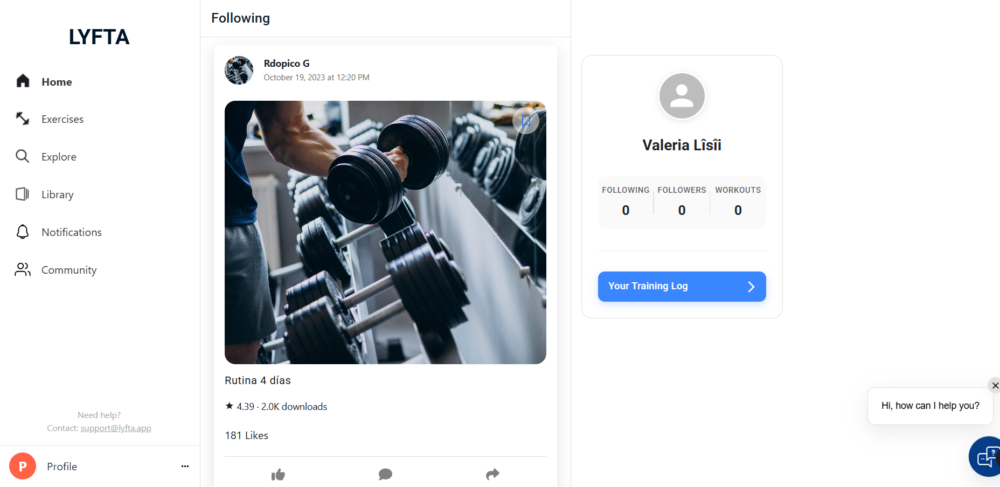 LYFTA
Home
Exercises
Explore
Library
Notifications
Community
Need help?
Contact: support@lyfta.app
P
Profile
Following
Rdopico G
October 19, 2023 at 12:20 PM
Rutina 4 días
★ 4.39 · 2.0K downloads
181 Likes
Valeria Lîsîi
FOLLOWING FOLLOWERS WORKOUTS
0 0 0
Your Training Log
Hi, how can I help you?